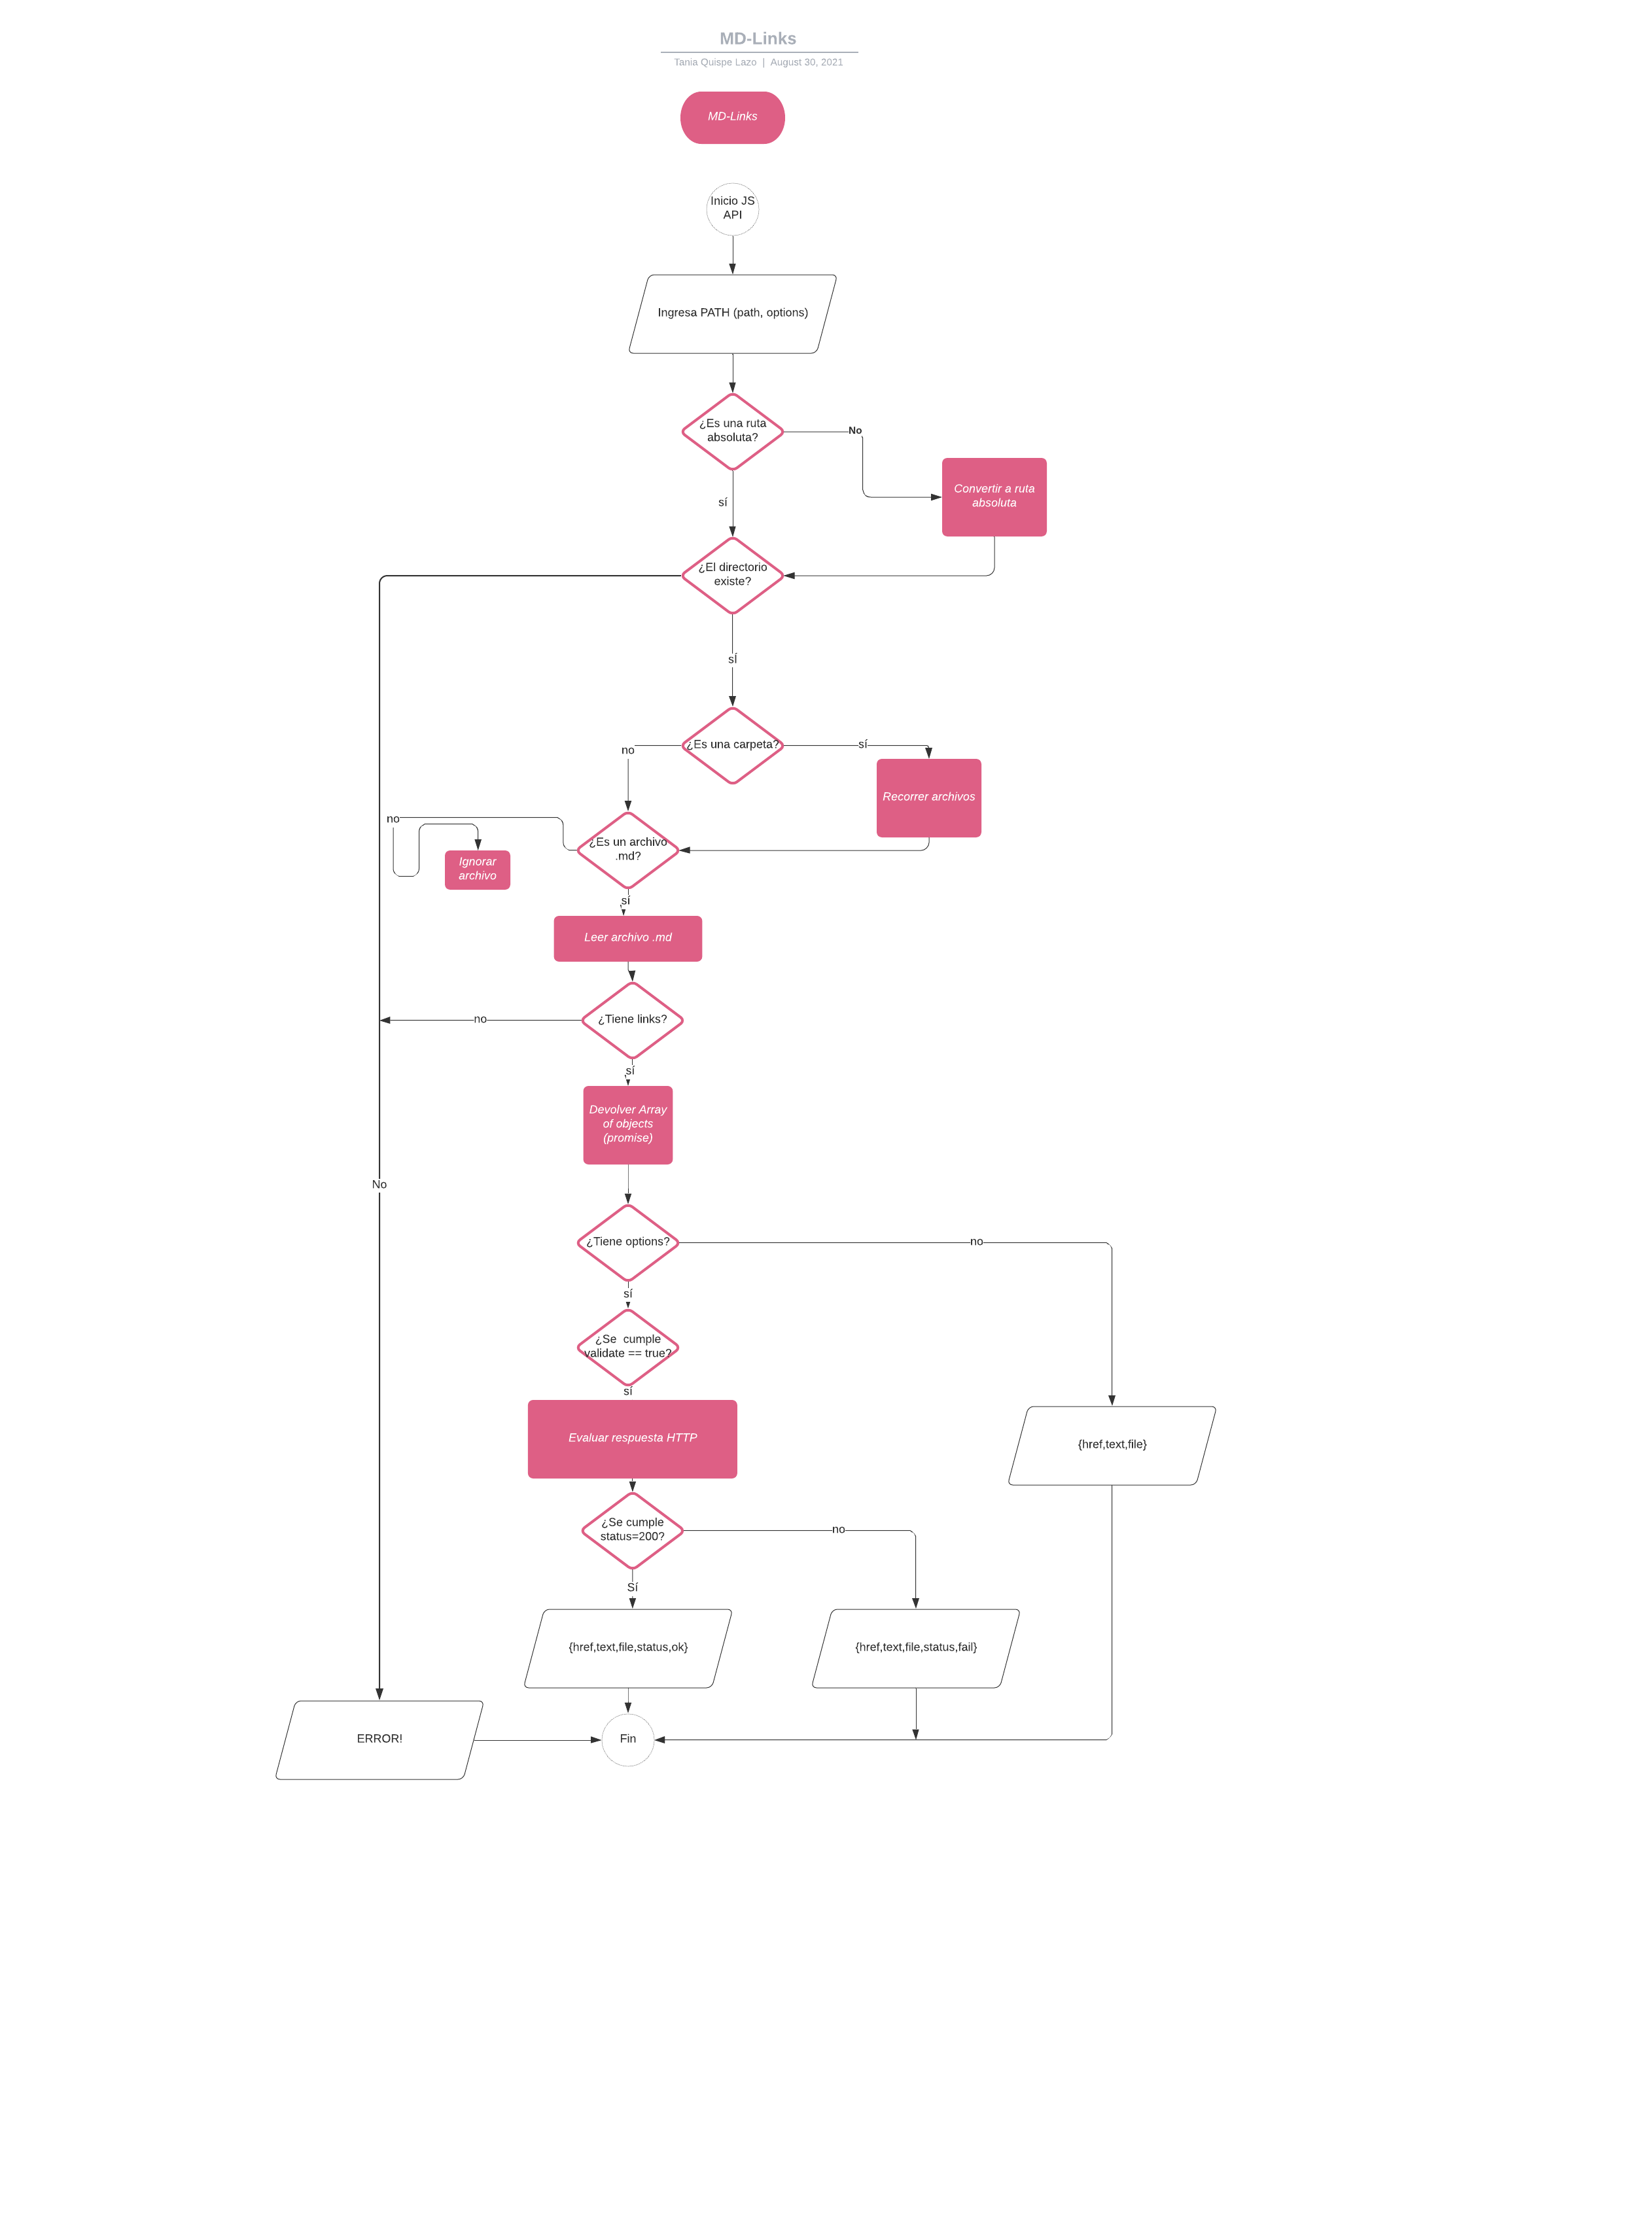 MD-Links
Tania Quispe Lazo | August 30, 2021
MD-Links
Inicio JS
API
Ingresa PATH (path, options)
¿Es una ruta
absoluta?
No
Convertir a ruta
absoluta
sí
¿El directorio
existe?
sÍ
¿Es una carpeta?
no
sí
Recorrer archivos
no
¿Es un archivo
.md?
Ignorar
archivo
sí
Leer archivo .md
¿Tiene links?
no
sí
Devolver Array
of objects
(promise)
No
¿Tiene options?
no
sí
¿Se  cumple
validate == true?
sí
Evaluar respuesta HTTP
{href,text,file}
¿Se cumple
status=200?
no
Sí
{href,text,file,status,ok}
{href,text,file,status,fail}
ERROR!
Fin